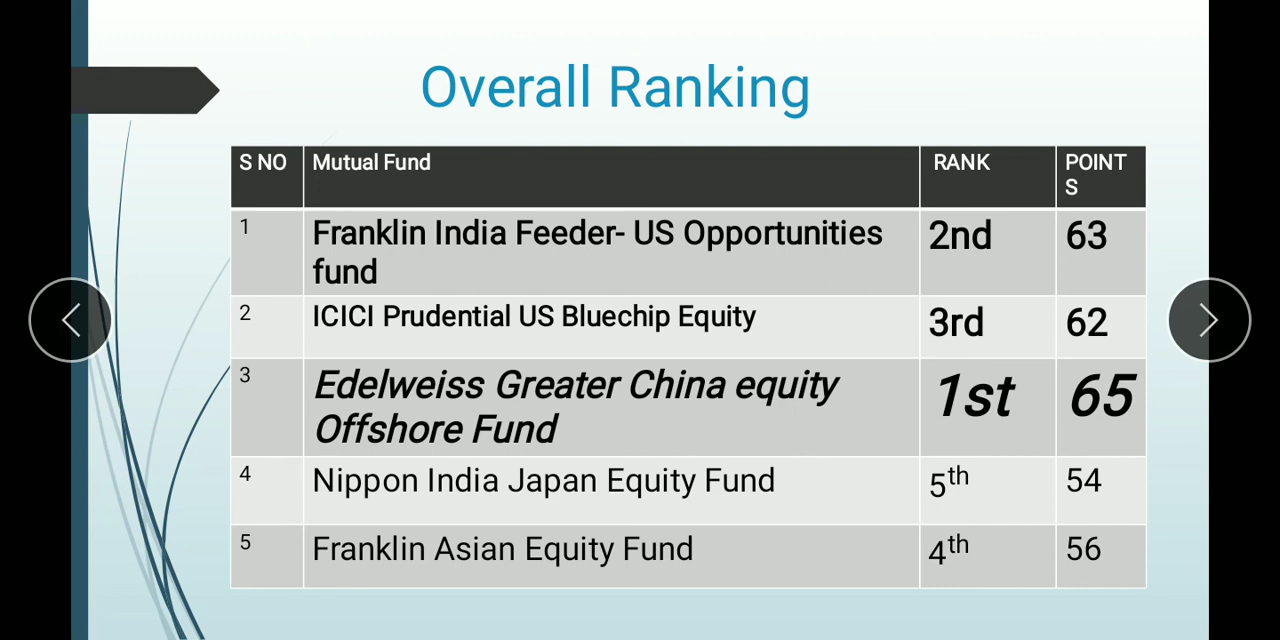 Overall Ranking
S NO Mutual Fund RANK POINT
S
1 Franklin India Feeder- US Opportunities 2nd 63
fund
2 ICICI Prudential US Bluechip Equity 3rd 62
3 Edelweiss Greater China equity 1st 65
Offshore Fund
4 Nippon India Japan Equity Fund 5th 54
5 Franklin Asian Equity Fund 4th 56